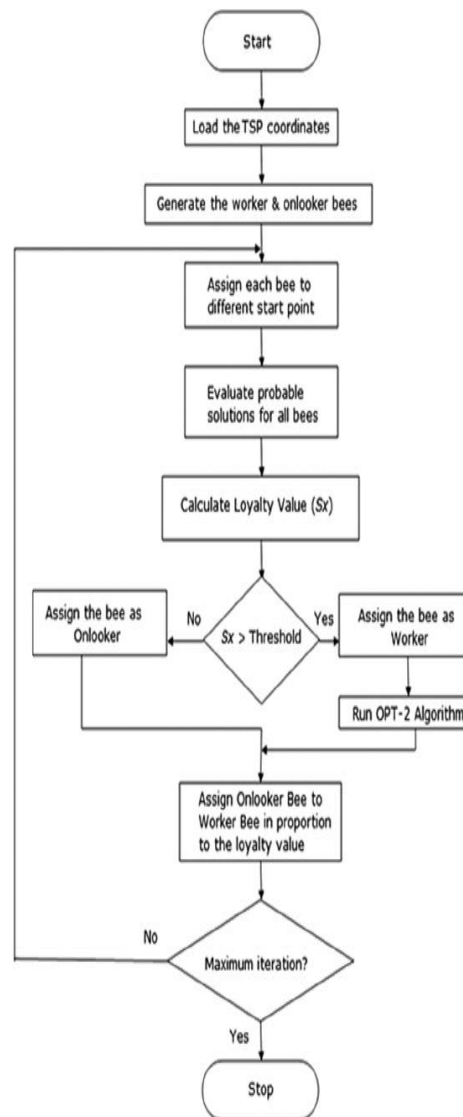 Start
Load the TSP coordinates
Generate the worker & onlooker bees
Assign each bee to
different start point
Evaluate probable
solutions for all bees
Calculate Loyalty Value (Sx)
Assign the bee as
Onlooker
No
Sx > Threshold
Yes
Assign the bee as
Worker
Run OPT-2 Algorithm
Assign Onlooker Bee to
Worker Bee in proportion
to the loyalty value
No
Maximum iteration?
Yes
Stop